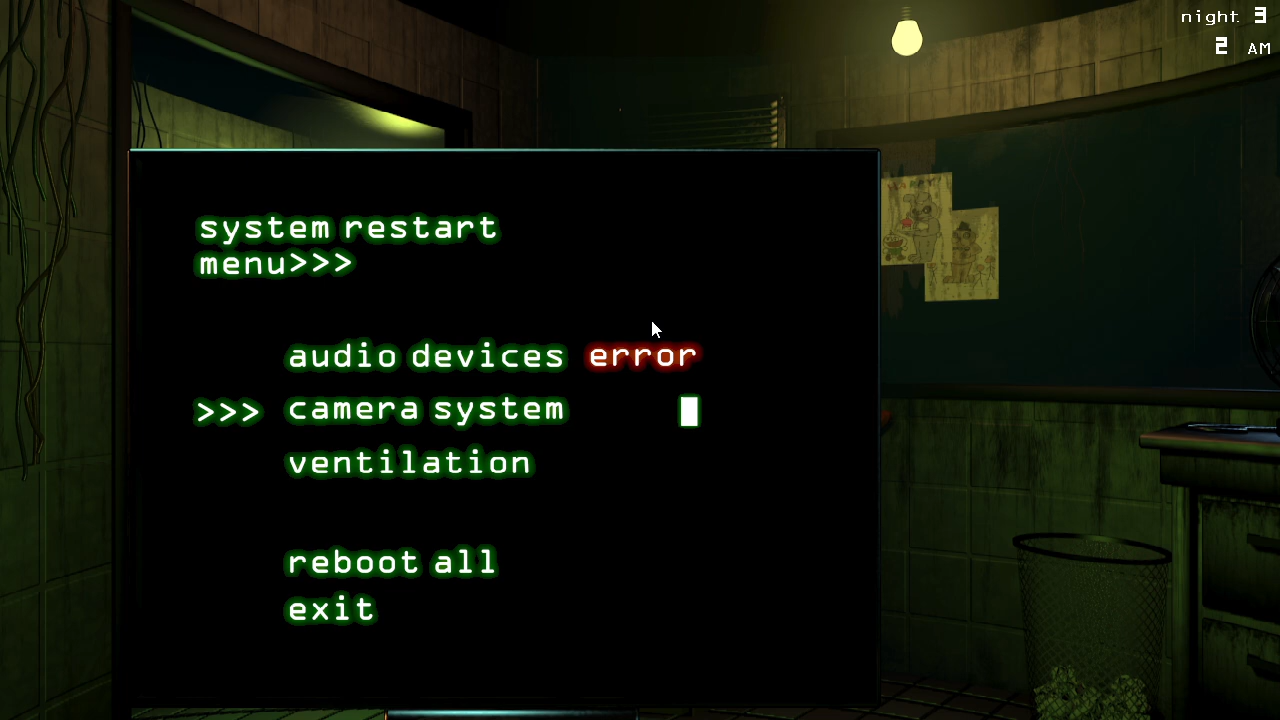 night 3
2 AM
system restart
menu>>>
audio devices error
>>> camera system
ventilation
reboot all
exit